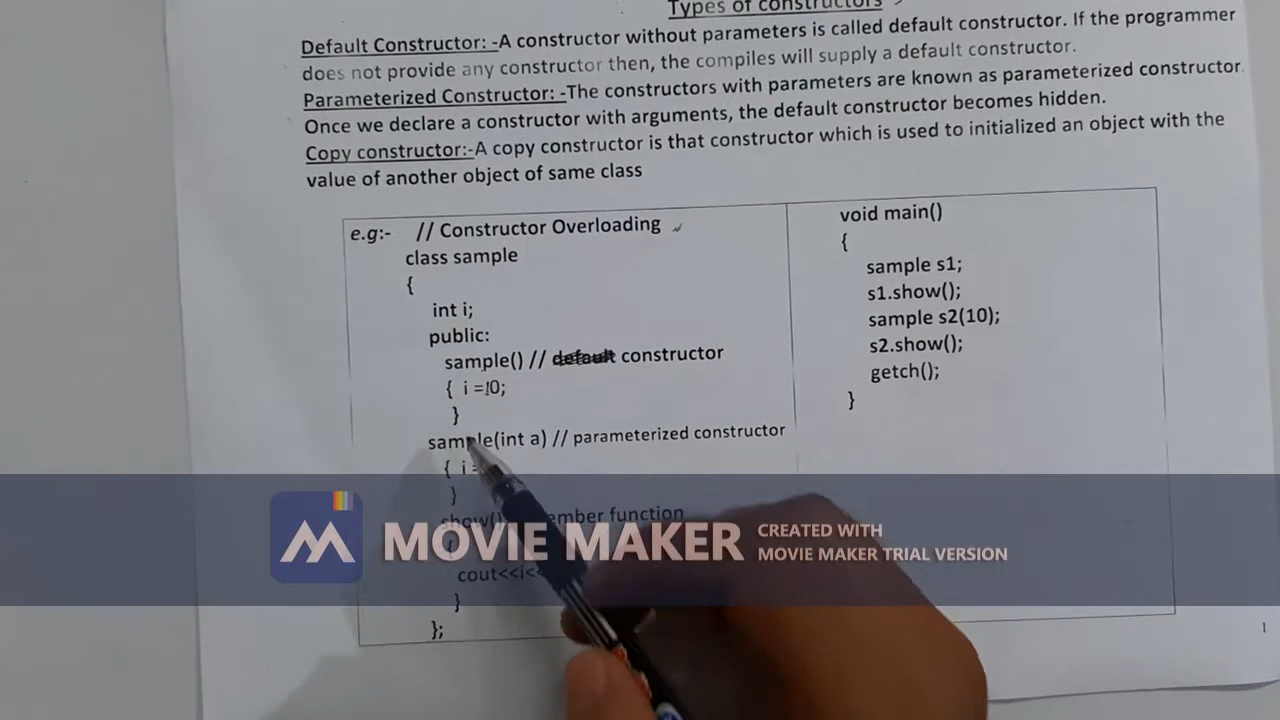 Types of constructors
Default Constructor: -A constructor without parameters is called default constructor. If the programmer
does not provide any constructor then, the compiles will supply a default constructor.
Parameterized Constructor: -The constructors with parameters are known as parameterized constructor.
Once we declare a constructor with arguments, the default constructor becomes hidden.
Copy constructor:-A copy constructor is that constructor which is used to initialized an object with the
value of another object of same class
e.g:- // Constructor Overloading
class sample
{
int i;
public:
sample() // default constructor
{ i = 0;
}
sample(int a) // parameterized constructor
{ i =
}
show() member function
{
cout<<i<<
}
};
void main()
{
sample s1;
s1.show();
sample s2(10);
s2.show();
getch();
}
1
MOVIE MAKER
CREATED WITH
MOVIE MAKER TRIAL VERSION